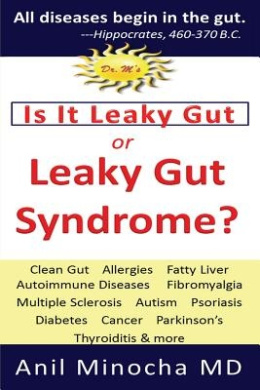 All diseases begin in the gut.
---Hippocrates, 460-370 B.C.
Dr. M's
Is It Leaky Gut
or
Leaky Gut
Syndrome?
Clean Gut Allergies Fatty Liver
Autoimmune Diseases Fibromyalgia
Multiple Sclerosis Autism Psoriasis
Diabetes Cancer Parkinson's
Thyroiditis & more
Anil Minocha MD